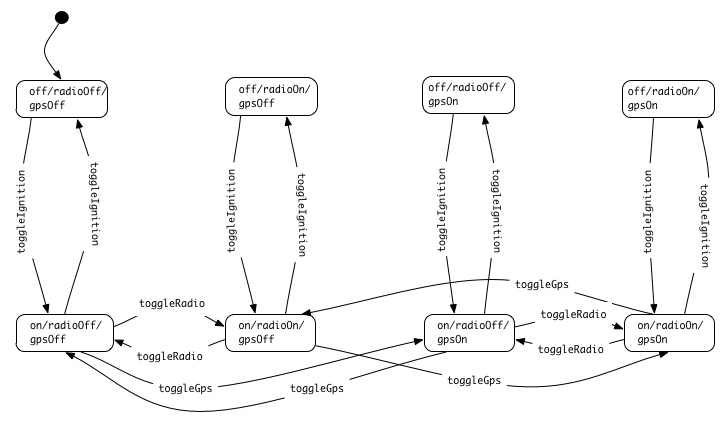 off/radioOff/
gpsOff
off/radioOn/
gpsOff
off/radioOff/
gpsOn
off/radioOn/
gpsOn
toggleIgnition
toggleIgnition
toggleIgnition
toggleIgnition
toggleIgnition
toggleIgnition
toggleIgnition
toggleIgnition
toggleGps
toggleRadio
toggleRadio
on/radioOff/
gpsOff
on/radioOn/
gpsOff
on/radioOff/
gpsOn
on/radioOn/
gpsOn
toggleRadio
toggleRadio
toggleGps
toggleGps
toggleGps